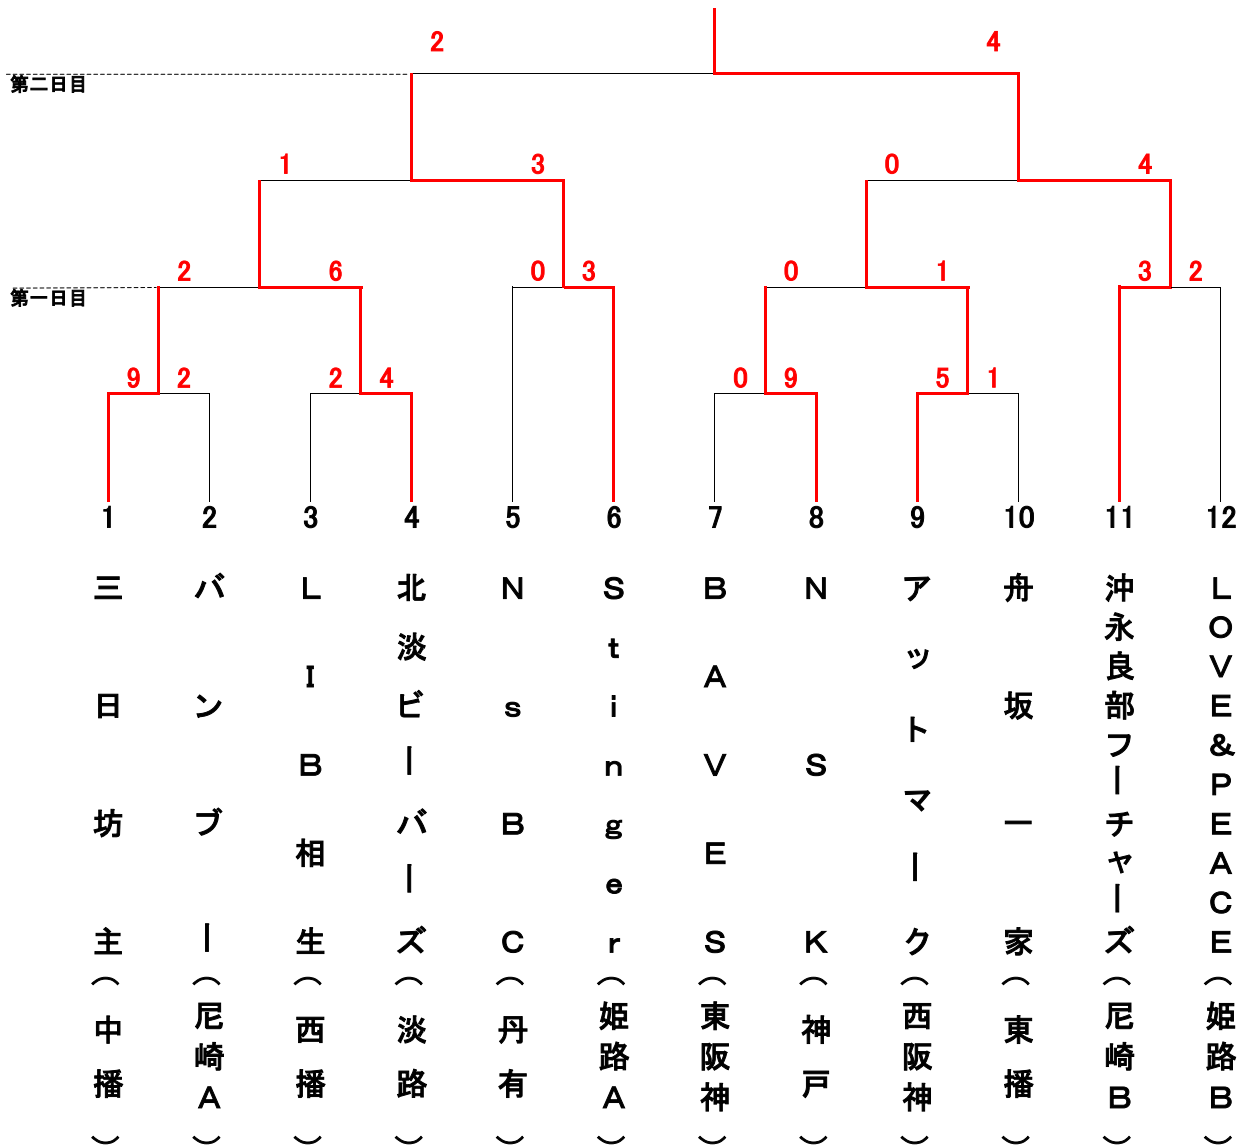 2 4
第二日目
1 3 0 4
2 6 0 3 0 1 3 2
第一日目
9 2 2 4 0 9 5 1
1 2 3 4 5 6 7 8 9 10 11 12
三日坊主(中播)
バンブー(尼崎A)
LIB相生(西播)
北淡ビーバーズ(淡路)
NsBC(丹有)
Stinger(姫路A)
BAVES(東阪神)
NSK(神戸)
アットマーク(西阪神)
舟坂一家(東播)
沖永良部フーチャーズ(尼崎B)
LOVE&PEACE(姫路B)